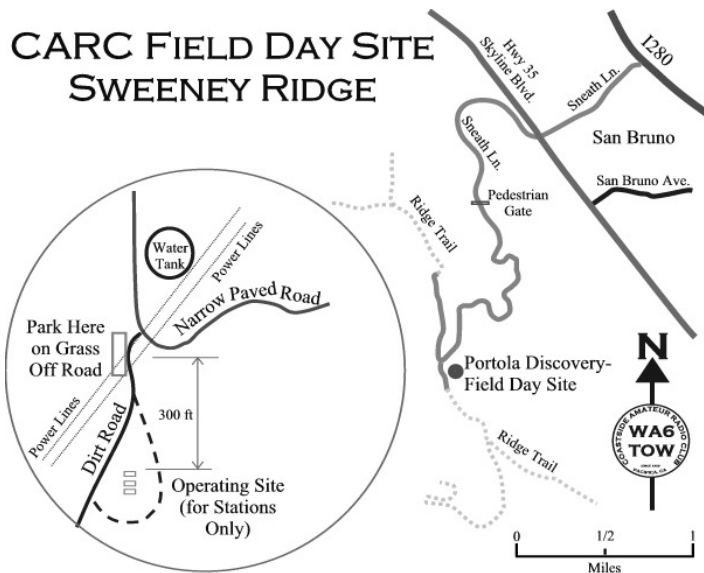 CARC FIELD DAY SITE
SWEENEY RIDGE
Hwy 35
Skyline Blvd.
I280
Sneath Ln.
San Bruno
San Bruno Ave.
Sneath Ln.
Pedestrian
Gate
Ridge Trail
Portola Discovery-
Field Day Site
Ridge Trail
Water
Tank
Power Lines
Narrow Paved Road
Park Here
on Grass
Off Road
Power Lines
Dirt Road
300 ft
Operating Site
(for Stations
Only)
N
COASTSIDE AMATEUR RADIO CLUB
WA6
TOW
PACIFICA, CA
0 1/2 1
Miles